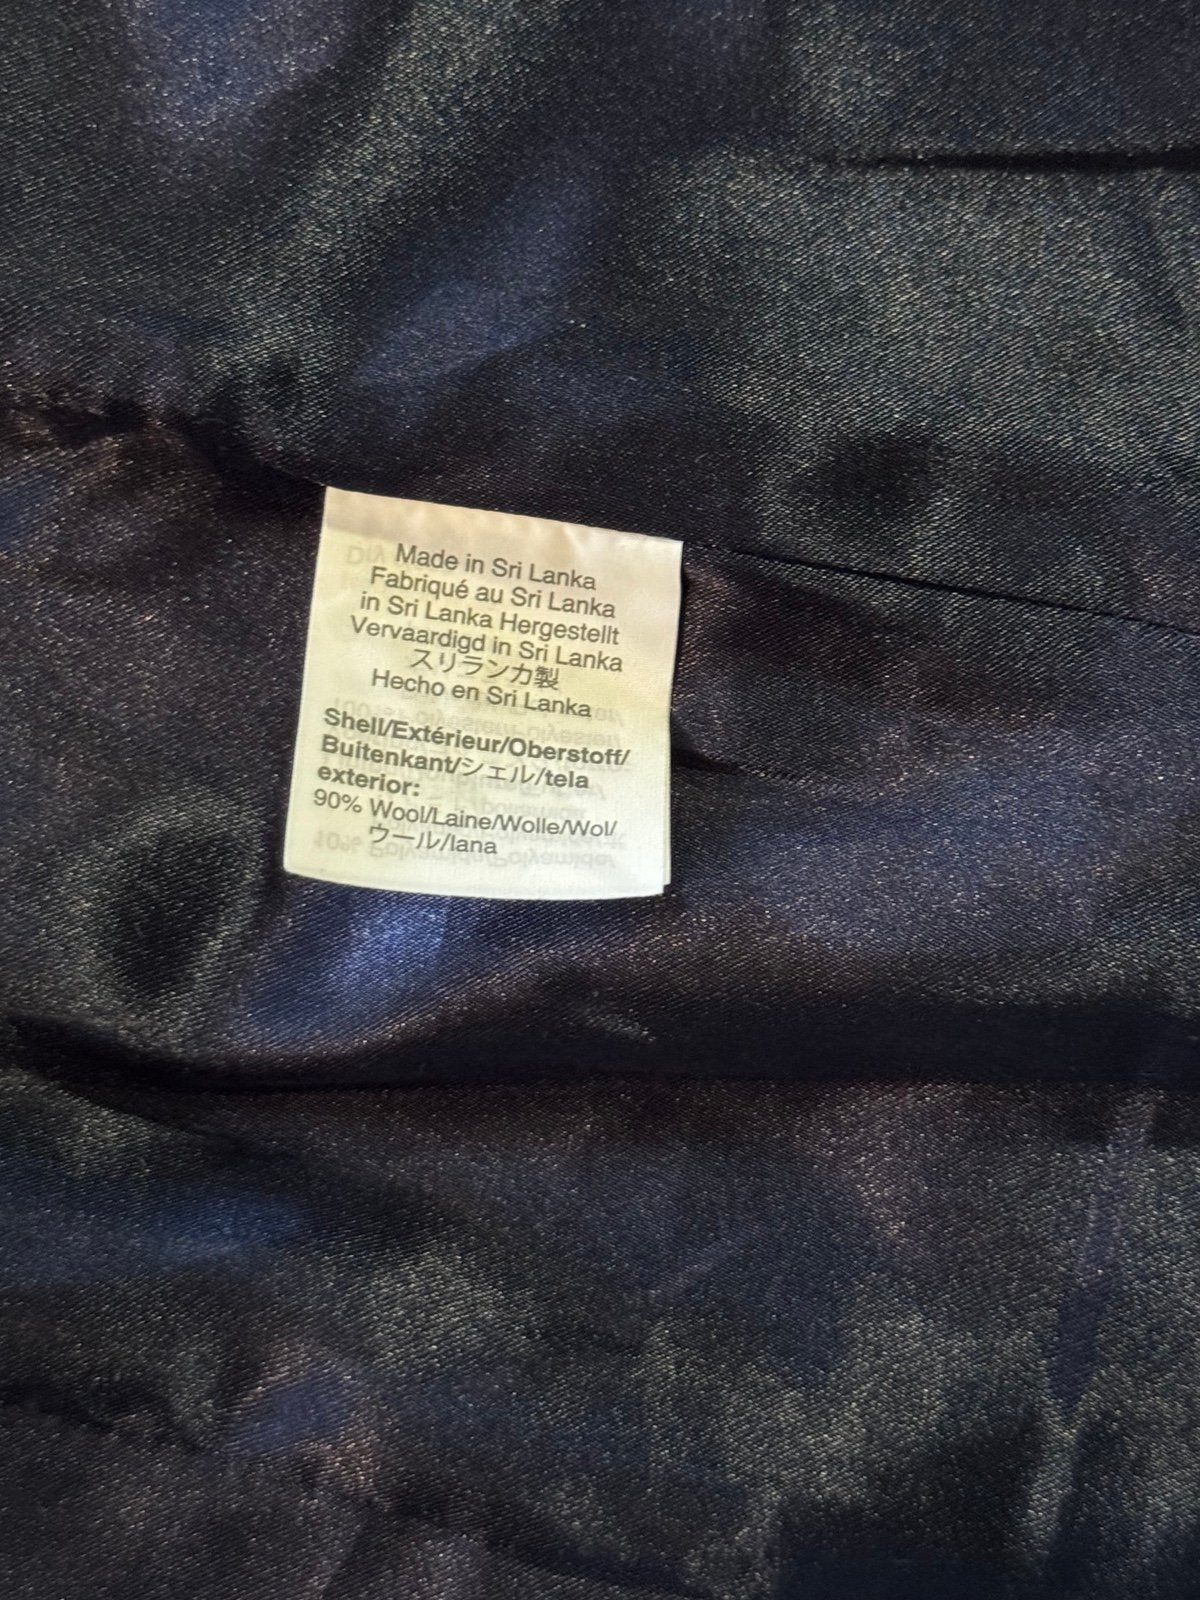 Made in Sri Lanka
Fabriqué au Sri Lanka
in Sri Lanka Hergestellt
Vervaardigd in Sri Lanka
スリランカ製
Hecho en Sri Lanka
Shell/Extérieur/Oberstoff/
Buitenkant/シェル/tela
exterior:
90% Wool/Laine/Wolle/Wol/
ウール/lana